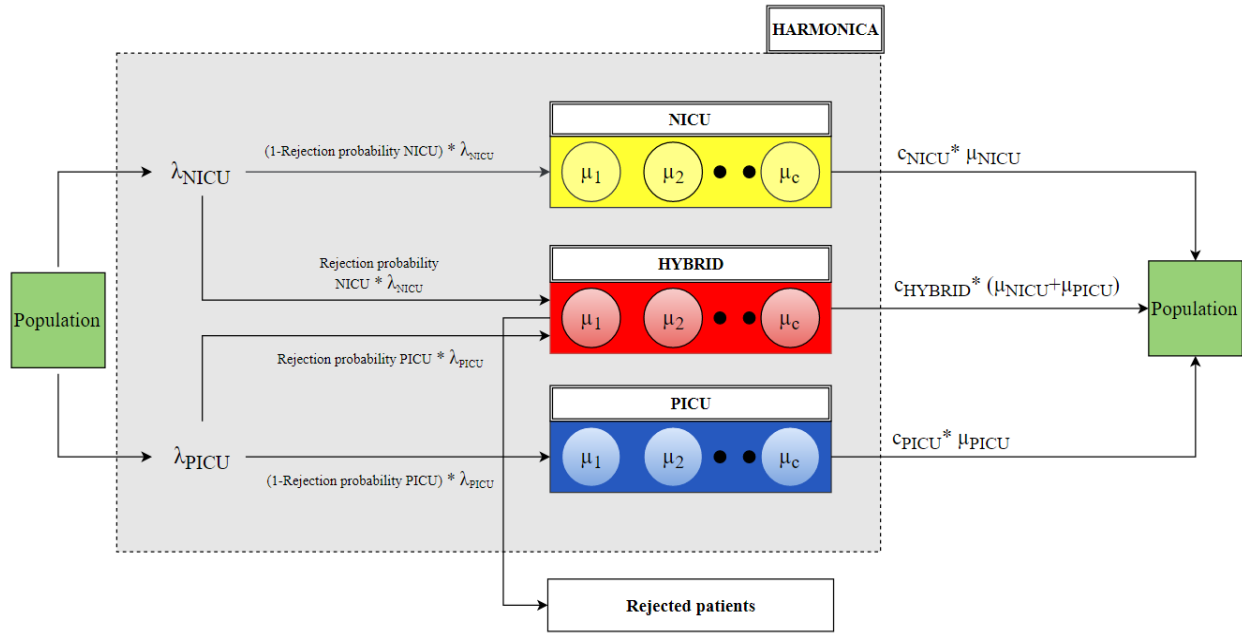 HARMONICA
NICU
(1-Rejection probability NICU) * λNICU
λNICU
μ1 μ2 μc
cNICU* μNICU
Rejection probability
NICU * λNICU
HYBRID
μ1 μ2 μc
cHYBRID* (μNICU+μPICU)
Population
Population
Rejection probability PICU * λPICU
PICU
λPICU
(1-Rejection probability PICU) * λPICU
μ1 μ2 μc
cPICU* μPICU
Rejected patients